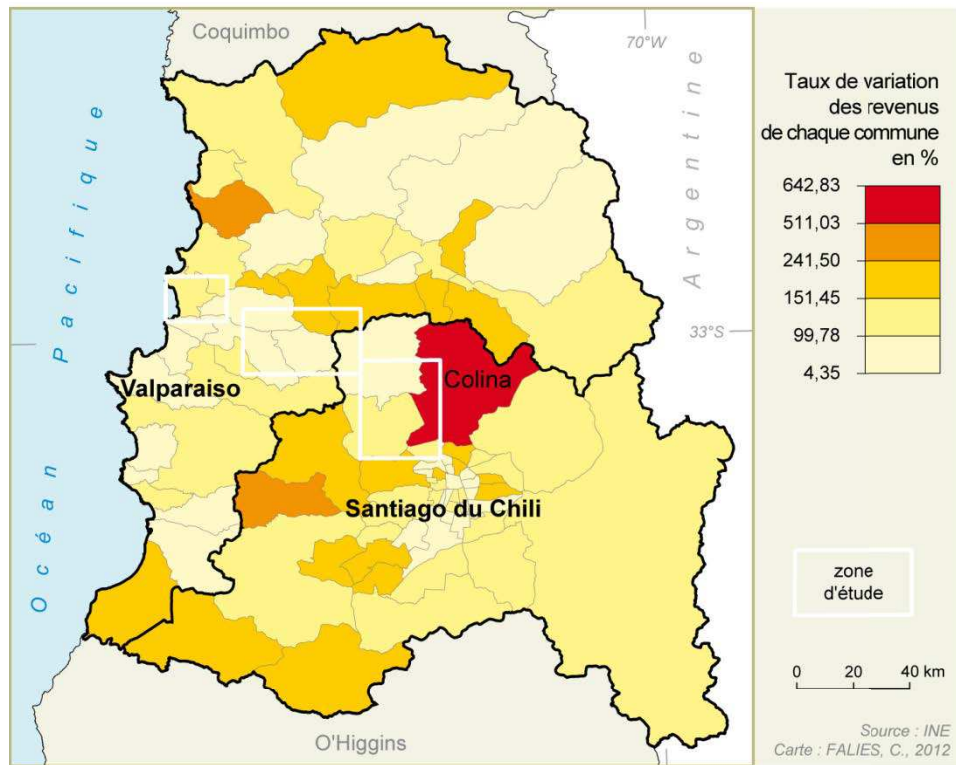 Coquimbo
70°W
Argentine
Océan Pacifique
33°S
Colina
Valparaiso
Santiago du Chili
O'Higgins
Taux de variation
des revenus
de chaque commune
en %
642,83
511,03
241,50
151,45
99,78
4,35
zone
d'étude
0 20 40 km
Source : INE
Carte : FALIES, C., 2012